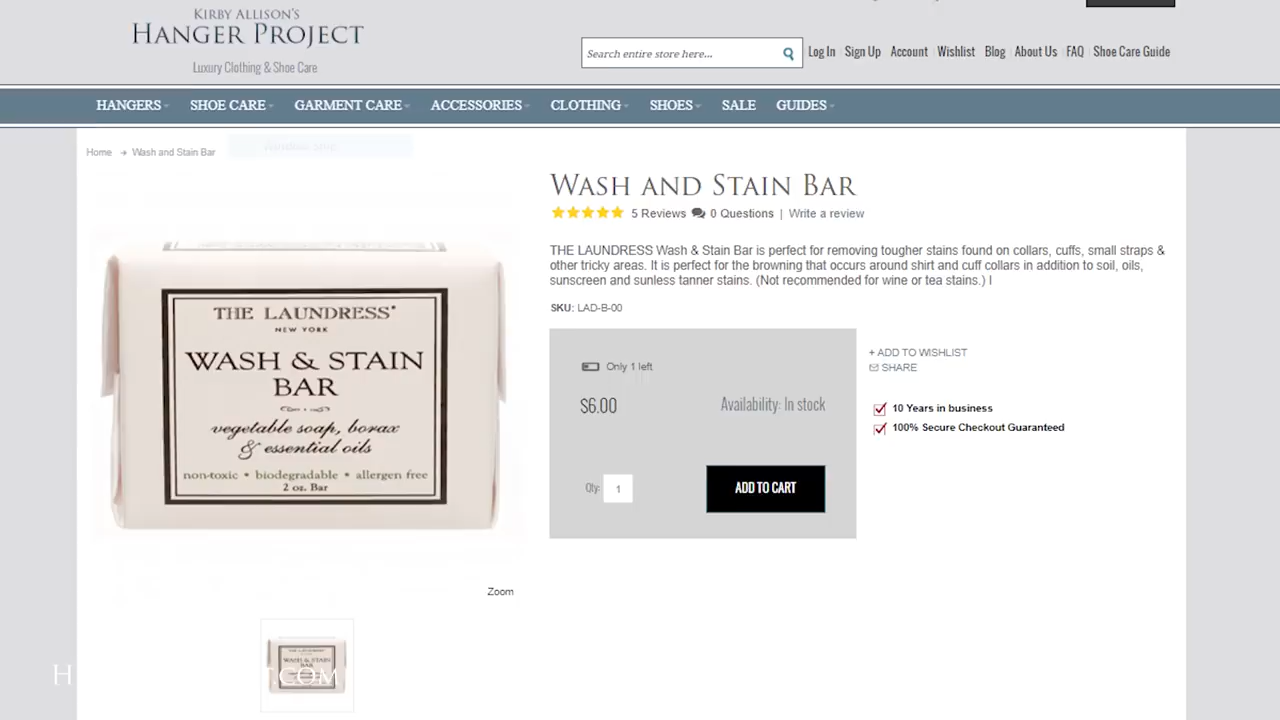 KIRBY ALLISON'S
HANGER PROJECT
Luxury Clothing & Shoe Care
Search entire store here...
Log In Sign Up Account Wishlist Blog About Us FAQ Shoe Care Guide
HANGERS SHOE CARE GARMENT CARE ACCESSORIES CLOTHING SHOES SALE GUIDES
Home → Wash and Stain Bar
WASH AND STAIN BAR
5 Reviews 0 Questions | Write a review
THE LAUNDRESS Wash & Stain Bar is perfect for removing tougher stains found on collars, cuffs, small straps &
other tricky areas. It is perfect for the browning that occurs around shirt and cuff collars in addition to soil, oils,
sunscreen and sunless tanner stains. (Not recommended for wine or tea stains.) I
SKU: LAD-B-00
Only 1 left
$6.00 Availability: In stock
Qty: 1 ADD TO CART
+ ADD TO WISHLIST
SHARE
10 Years in business
100% Secure Checkout Guaranteed
THE LAUNDRESS®
NEW YORK
WASH & STAIN
BAR
vegetable soap, borax
& essential oils
non-toxic • biodegradable • allergen free
2 oz. Bar
Zoom
THE LAUNDRESS
WASH & STAIN
BAR
H T.COM